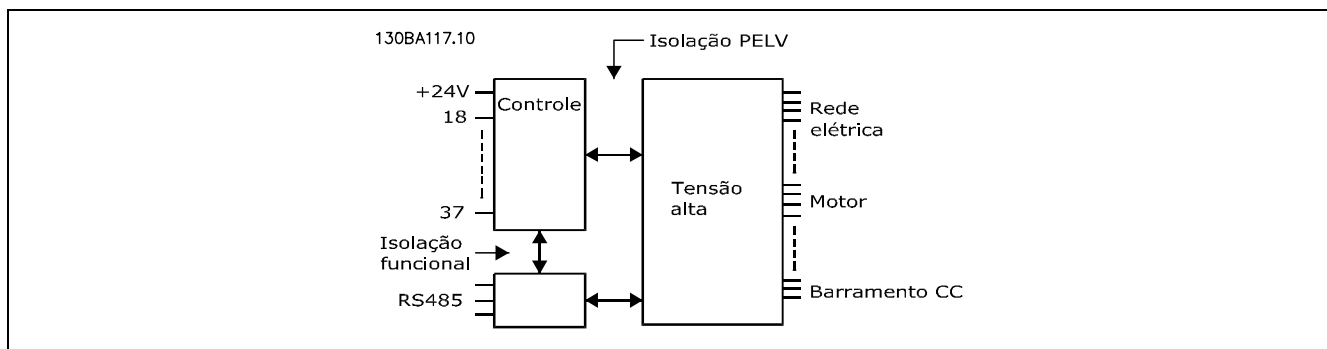 130BA117.10
Isolação PELV
+24V
Controle
18
37
Tensão
alta
Rede
elétrica
Motor
Isolação
funcional
RS485
Barramento CC